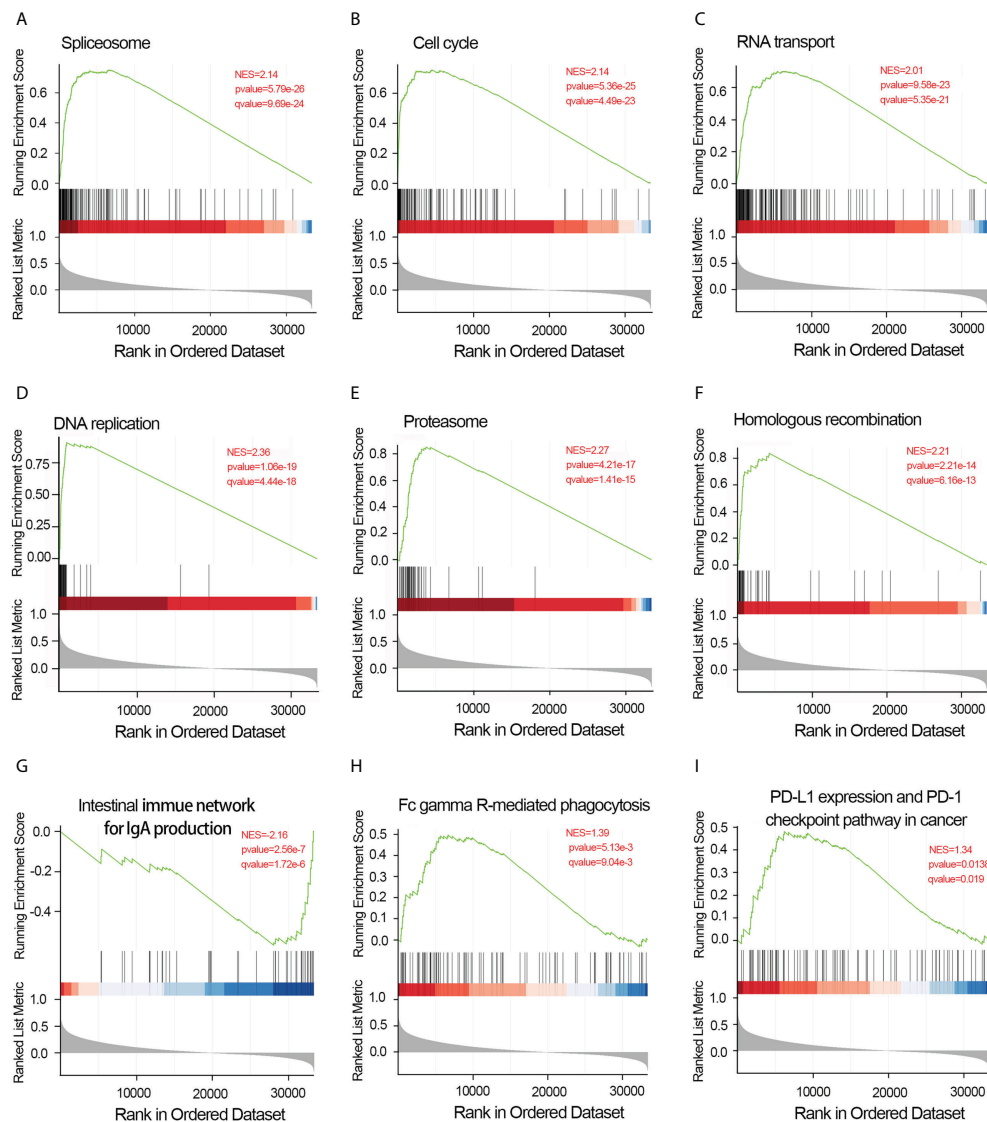 A
Spliceosome
Running Enrichment Score
0.6
0.4
0.2
0.0
NES=2.14
pvalue=5.79e-26
qvalue=9.69e-24
Ranked List Metric
1.0
0.5
0.0
10000 20000 30000
Rank in Ordered Dataset
B
Cell cycle
Running Enrichment Score
0.6
0.4
0.2
0.0
NES=2.14
pvalue=5.36e-25
qvalue=4.49e-23
Ranked List Metric
1.0
0.5
0.0
10000 20000 30000
Rank in Ordered Dataset
C
RNA transport
Running Enrichment Score
0.6
0.4
0.2
0.0
NES=2.01
pvalue=9.58e-23
qvalue=5.35e-21
Ranked List Metric
1.0
0.5
0.0
10000 20000 30000
Rank in Ordered Dataset
D
DNA replication
Running Enrichment Score
0.75
0.50
0.25
0.00
NES=2.36
pvalue=1.06e-19
qvalue=4.44e-18
Ranked List Metric
1.0
0.5
0.0
10000 20000 30000
Rank in Ordered Dataset
E
Proteasome
Running Enrichment Score
0.8
0.6
0.4
0.2
0.0
NES=2.27
pvalue=4.21e-17
qvalue=1.41e-15
Ranked List Metric
1.0
0.5
0.0
10000 20000 30000
Rank in Ordered Dataset
F
Homologous recombination
Running Enrichment Score
0.8
0.6
0.4
0.2
0.0
NES=2.21
pvalue=2.21e-14
qvalue=6.16e-13
Ranked List Metric
1.0
0.5
0.0
10000 20000 30000
Rank in Ordered Dataset
G
Intestinal immue network
for IgA production
Running Enrichment Score
0.0
-0.2
-0.4
NES=-2.16
pvalue=2.56e-7
qvalue=1.72e-6
Ranked List Metric
1.0
0.5
0.0
10000 20000 30000
Rank in Ordered Dataset
H
Fc gamma R-mediated phagocytosis
Running Enrichment Score
0.5
0.4
0.3
0.2
0.1
0.0
NES=1.39
pvalue=5.13e-3
qvalue=9.04e-3
Ranked List Metric
1.0
0.5
0.0
10000 20000 30000
Rank in Ordered Dataset
I
PD-L1 expression and PD-1
checkpoint pathway in cancer
Running Enrichment Score
0.5
0.4
0.3
0.2
0.1
0.0
NES=1.34
pvalue=0.0138
qvalue=0.019
Ranked List Metric
1.0
0.5
0.0
10000 20000 30000
Rank in Ordered Dataset